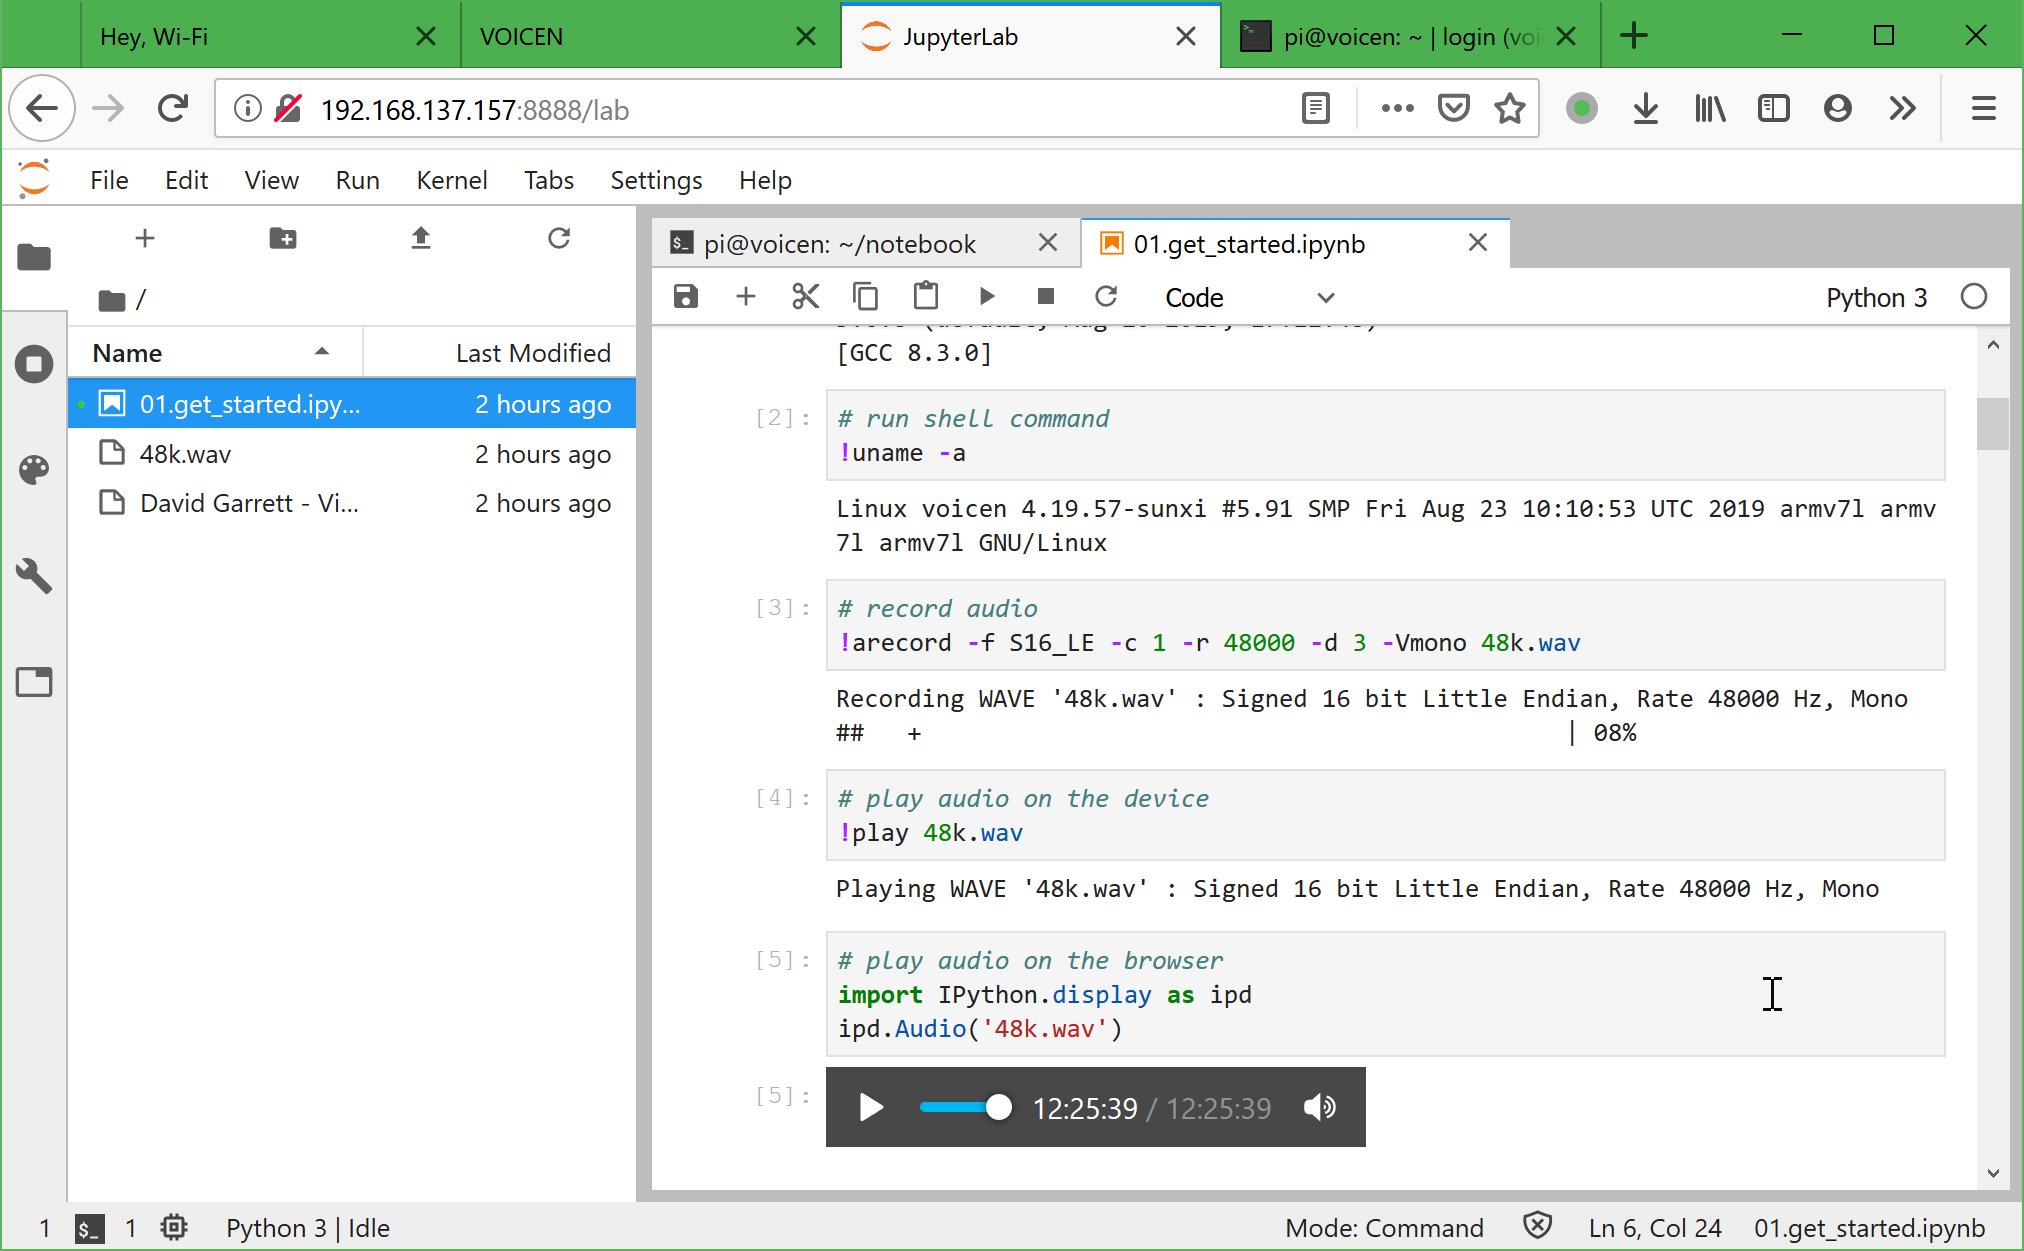 Hey, Wi-Fi
VOICEN
JupyterLab
pi@voicen: ~ | login (voi
192.168.137.157:8888/lab
File Edit View Run Kernel Tabs Settings Help
/
Name Last Modified
01.get_started.ipy... 2 hours ago
48k.wav 2 hours ago
David Garrett - Vi... 2 hours ago
$_ pi@voicen: ~/notebook
01.get_started.ipynb
Code
Python 3
[GCC 8.3.0]
[2]: # run shell command
!uname -a
Linux voicen 4.19.57-sunxi #5.91 SMP Fri Aug 23 10:10:53 UTC 2019 armv7l armv
7l armv7l GNU/Linux
[3]: # record audio
!arecord -f S16_LE -c 1 -r 48000 -d 3 -Vmono 48k.wav
Recording WAVE '48k.wav' : Signed 16 bit Little Endian, Rate 48000 Hz, Mono
## + | 08%
[4]: # play audio on the device
!play 48k.wav
Playing WAVE '48k.wav' : Signed 16 bit Little Endian, Rate 48000 Hz, Mono
[5]: # play audio on the browser
import IPython.display as ipd
ipd.Audio('48k.wav')
[5]: 12:25:39 / 12:25:39
1 $_ 1 Python 3 | Idle Mode: Command Ln 6, Col 24 01.get_started.ipynb